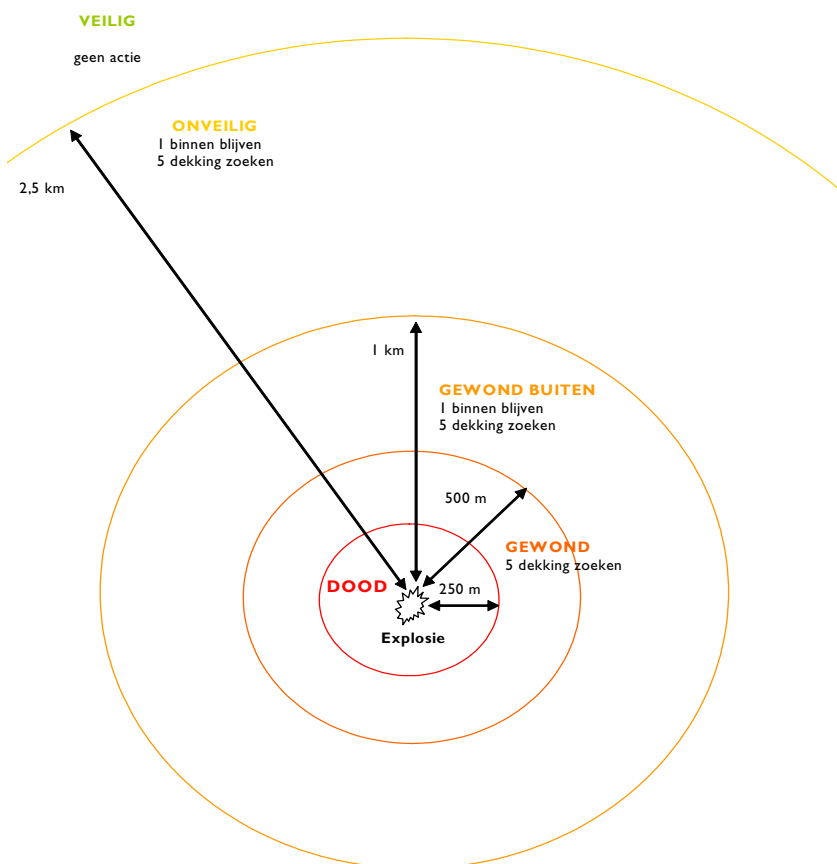 VEILIG
geen actie
ONVEILIG
1 binnen blijven
5 dekking zoeken
2,5 km
1 km
GEWOND BUITEN
1 binnen blijven
5 dekking zoeken
500 m
GEWOND
5 dekking zoeken
DOOD
250 m
Explosie